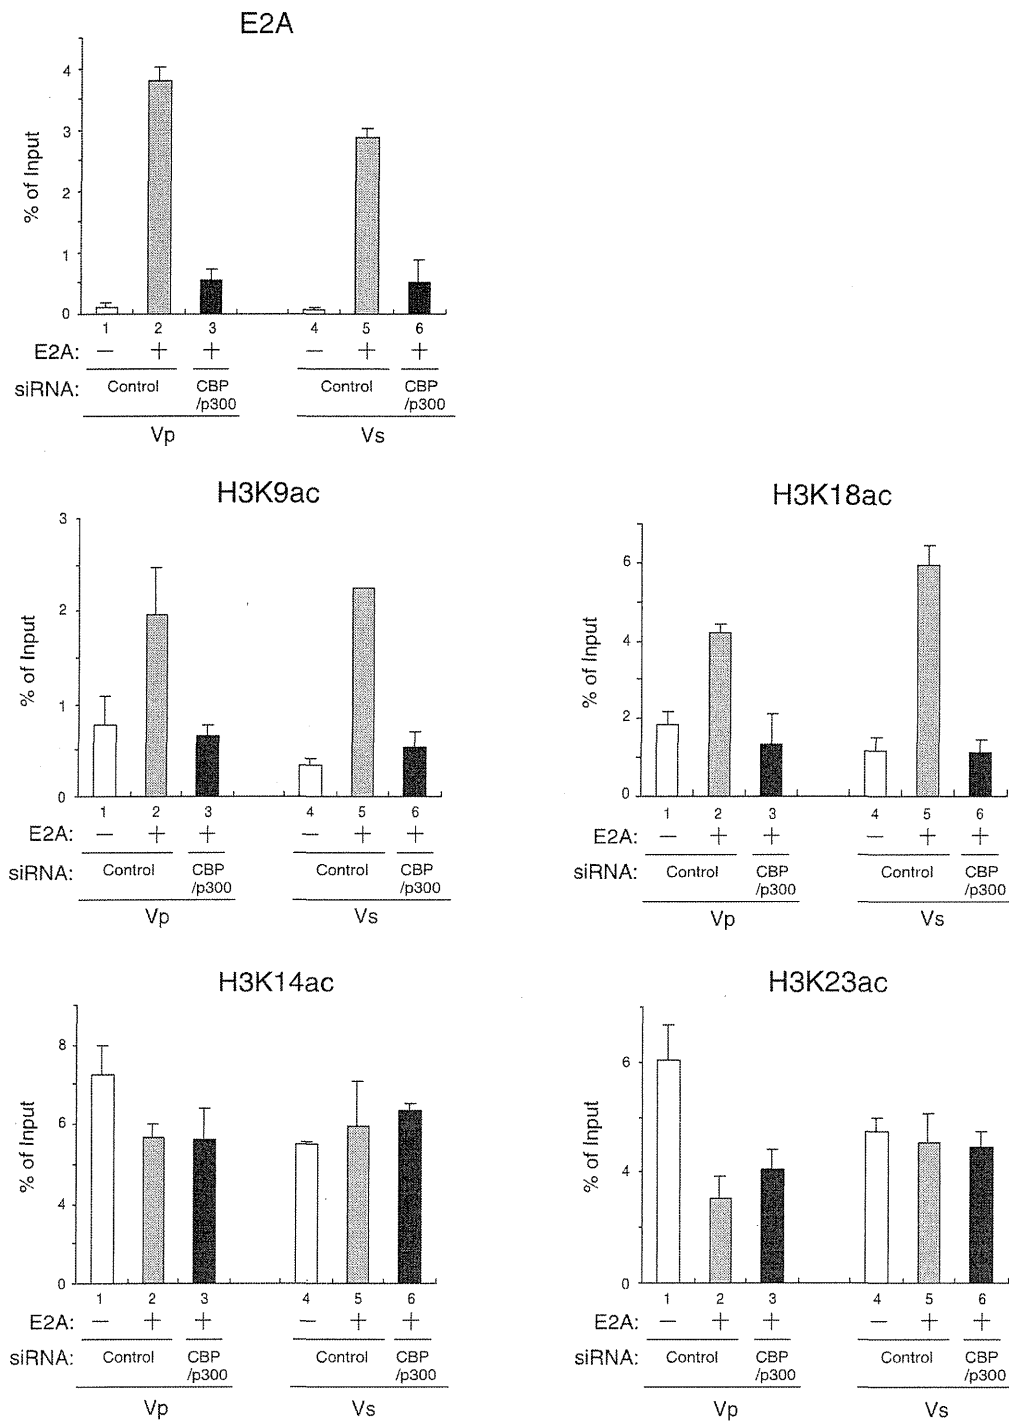 E2A
4
3
2
1
0
% of Input
1 2 3 4 5 6
E2A: — + + — + +
siRNA: Control CBP /p300 Control CBP /p300
Vp Vs
H3K9ac
3
2
1
0
% of Input
1 2 3 4 5 6
E2A: — + + — + +
siRNA: Control CBP /p300 Control CBP /p300
Vp Vs
H3K18ac
6
4
2
0
% of Input
1 2 3 4 5 6
E2A: — + + — + +
siRNA: Control CBP /p300 Control CBP /p300
Vp Vs
H3K14ac
8
6
4
0
% of Input
1 2 3 4 5 6
E2A: — + + — + +
siRNA: Control CBP /p300 Control CBP /p300
Vp Vs
H3K23ac
6
4
0
% of Input
1 2 3 4 5 6
E2A: — + + — + +
siRNA: Control CBP /p300 Control CBP /p300
Vp Vs